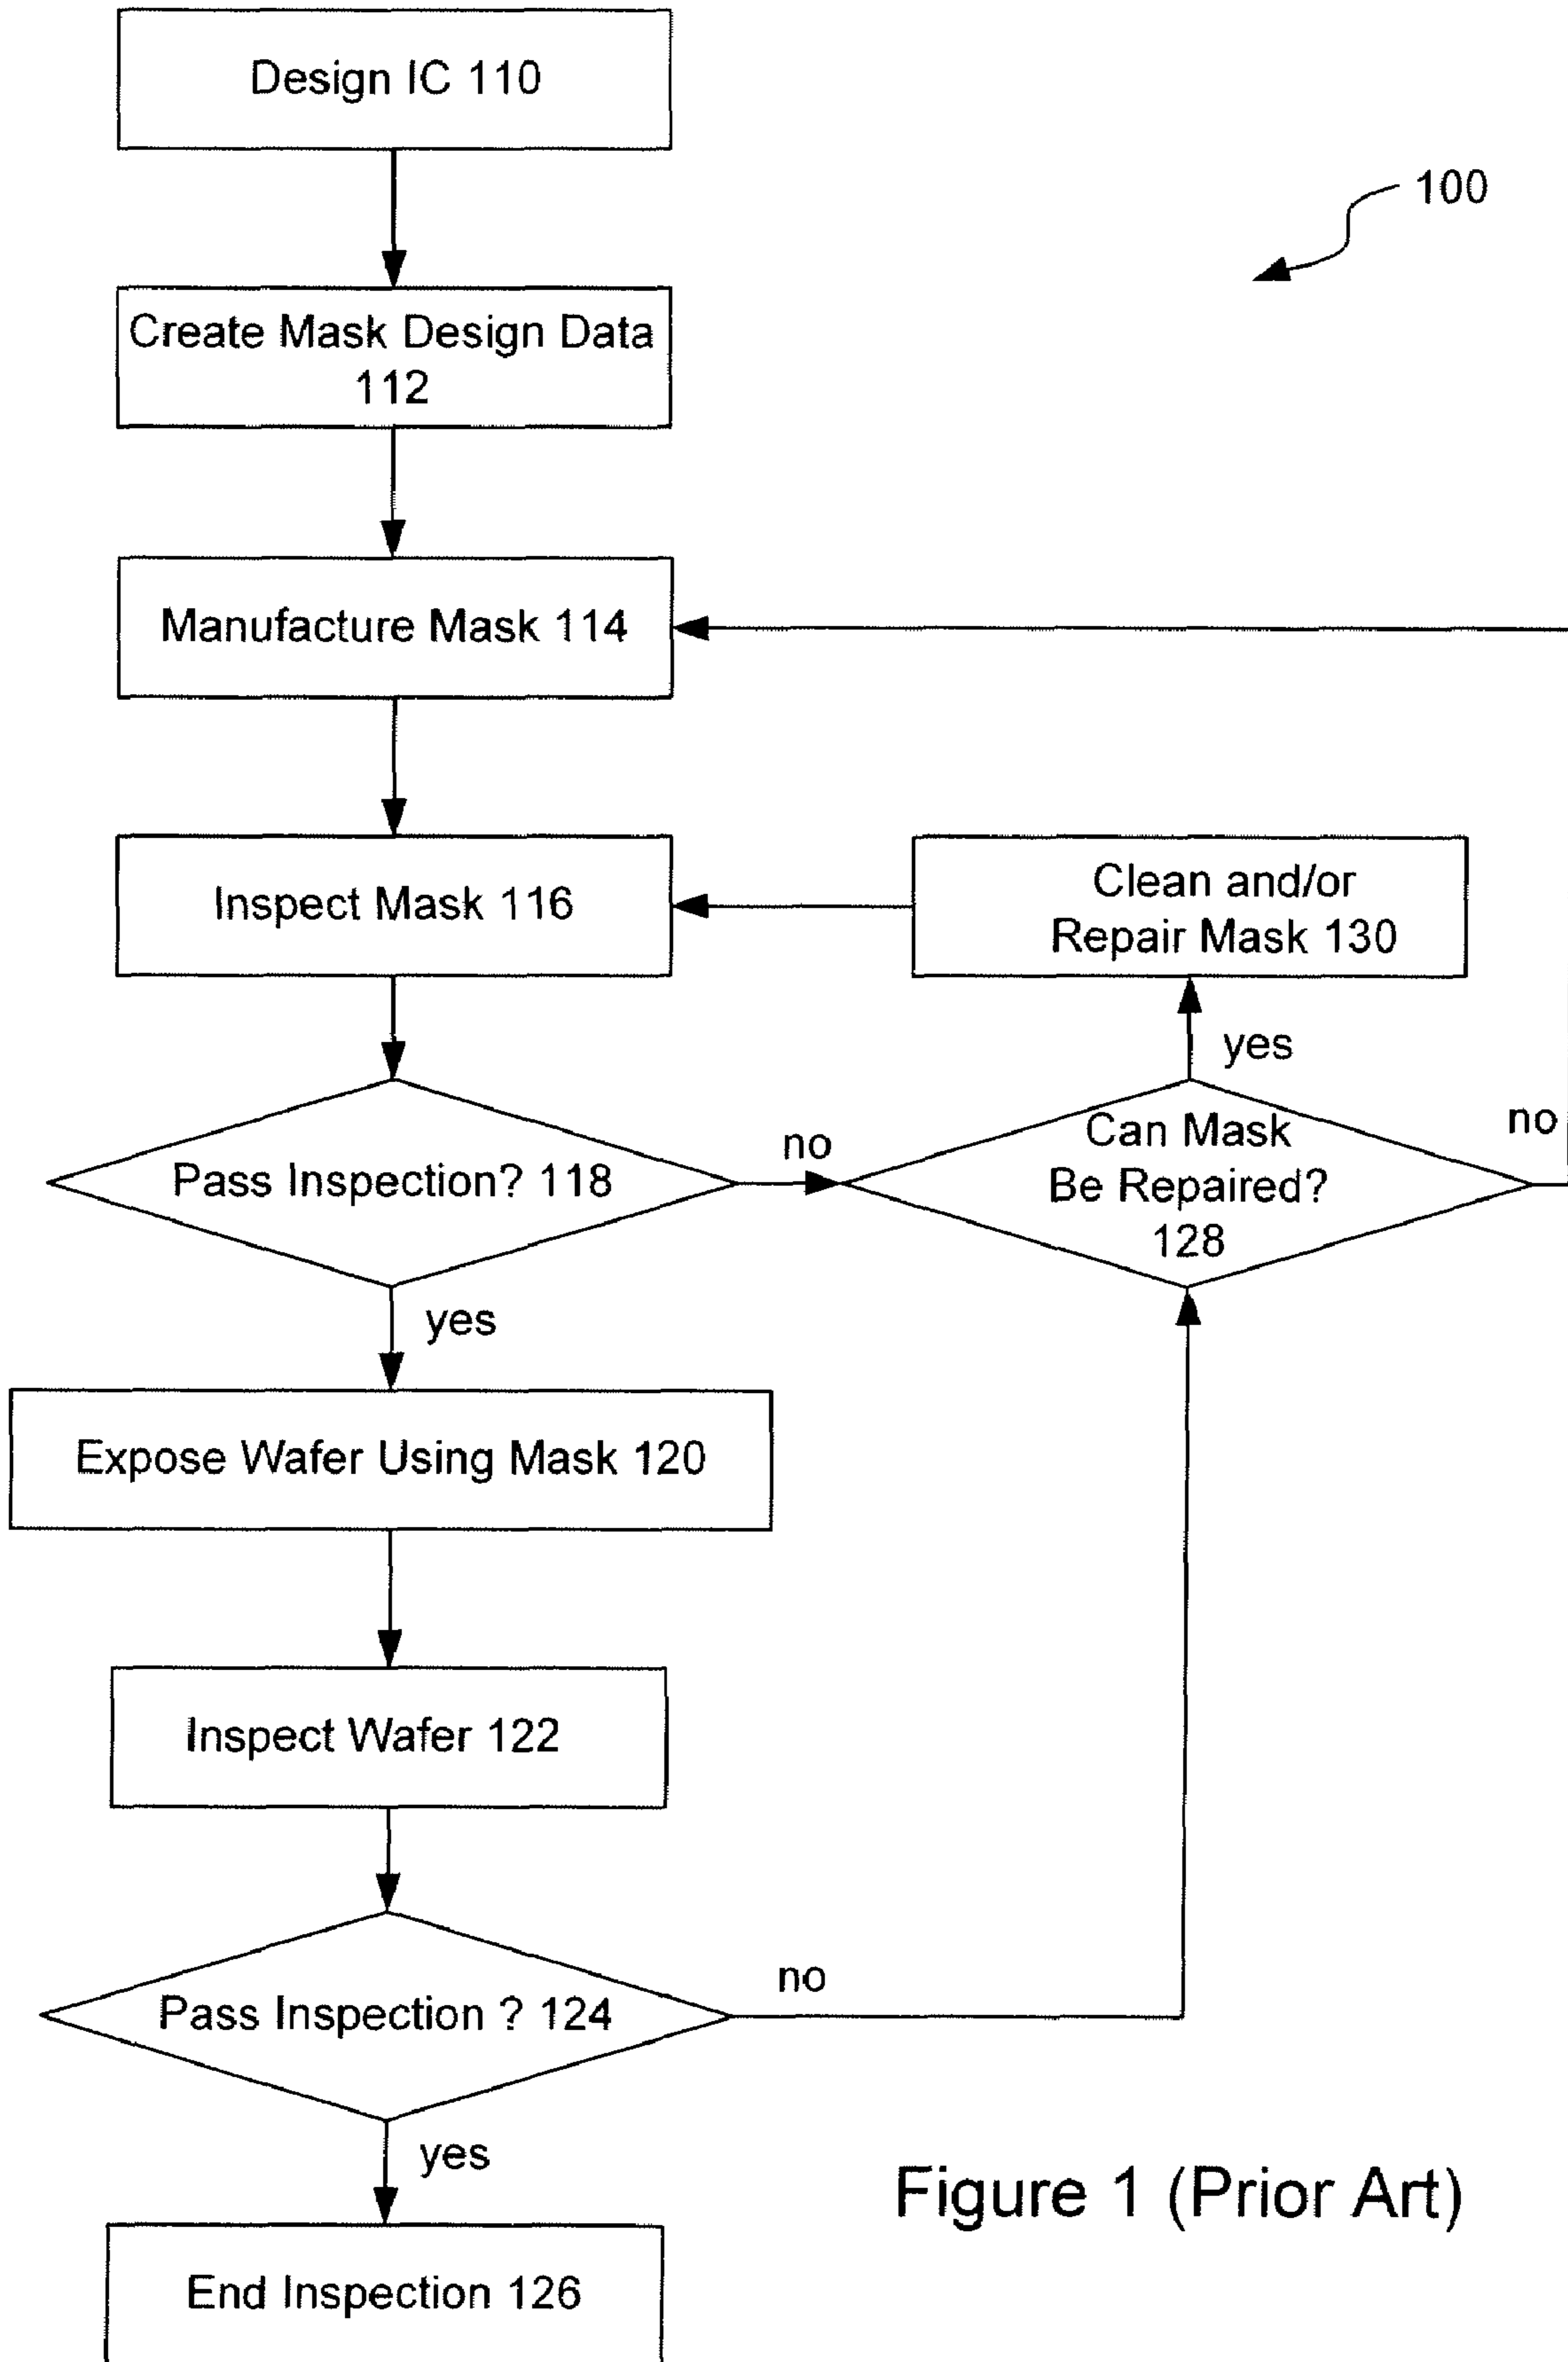 Design IC 110
100
Create Mask Design Data
112
Manufacture Mask 114
Inspect Mask 116
Clean and/or
Repair Mask 130
yes
Pass Inspection? 118
no
Can Mask
Be Repaired?
128
no
yes
Expose Wafer Using Mask 120
Inspect Wafer 122
Pass Inspection ? 124
no
yes
End Inspection 126
Figure 1 (Prior Art)